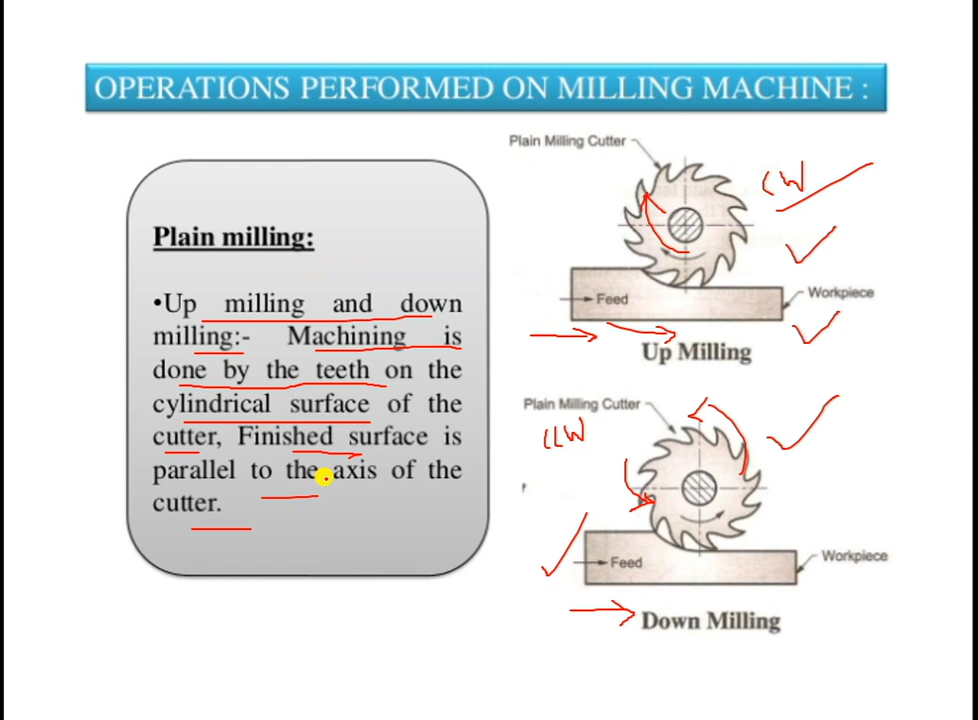 OPERATIONS PERFORMED ON MILLING MACHINE :
Plain milling:
•Up milling and down
milling:- Machining is
done by the teeth on the
cylindrical surface of the
cutter, Finished surface is
parallel to the axis of the
cutter.
Plain Milling Cutter
CW
Feed
Workpiece
Up Milling
Plain Milling Cutter
CCW
Feed
Workpiece
Down Milling